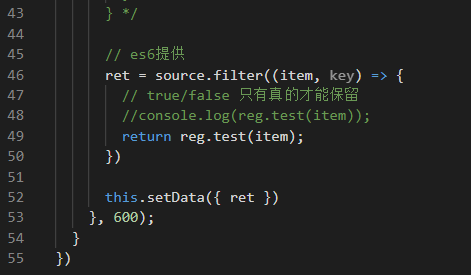 43 } */
44
45 // es6提供
46 ret = source.filter((item, key) => {
47 // true/false 只有真的才能保留
48 //console.log(reg.test(item));
49 return reg.test(item);
50 })
51
52 this.setData({ ret })
53 }, 600);
54 }
55 })